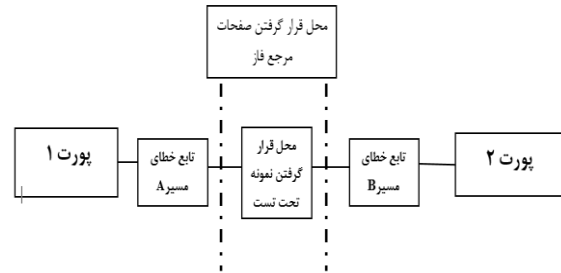 محل قرار گرفتن صفحات
مرجع فاز
پورت ۱
تابع خطای
مسیرA
محل قرار
گرفتن نمونه
تحت تست
تابع خطای
مسیرB
پورت ۲